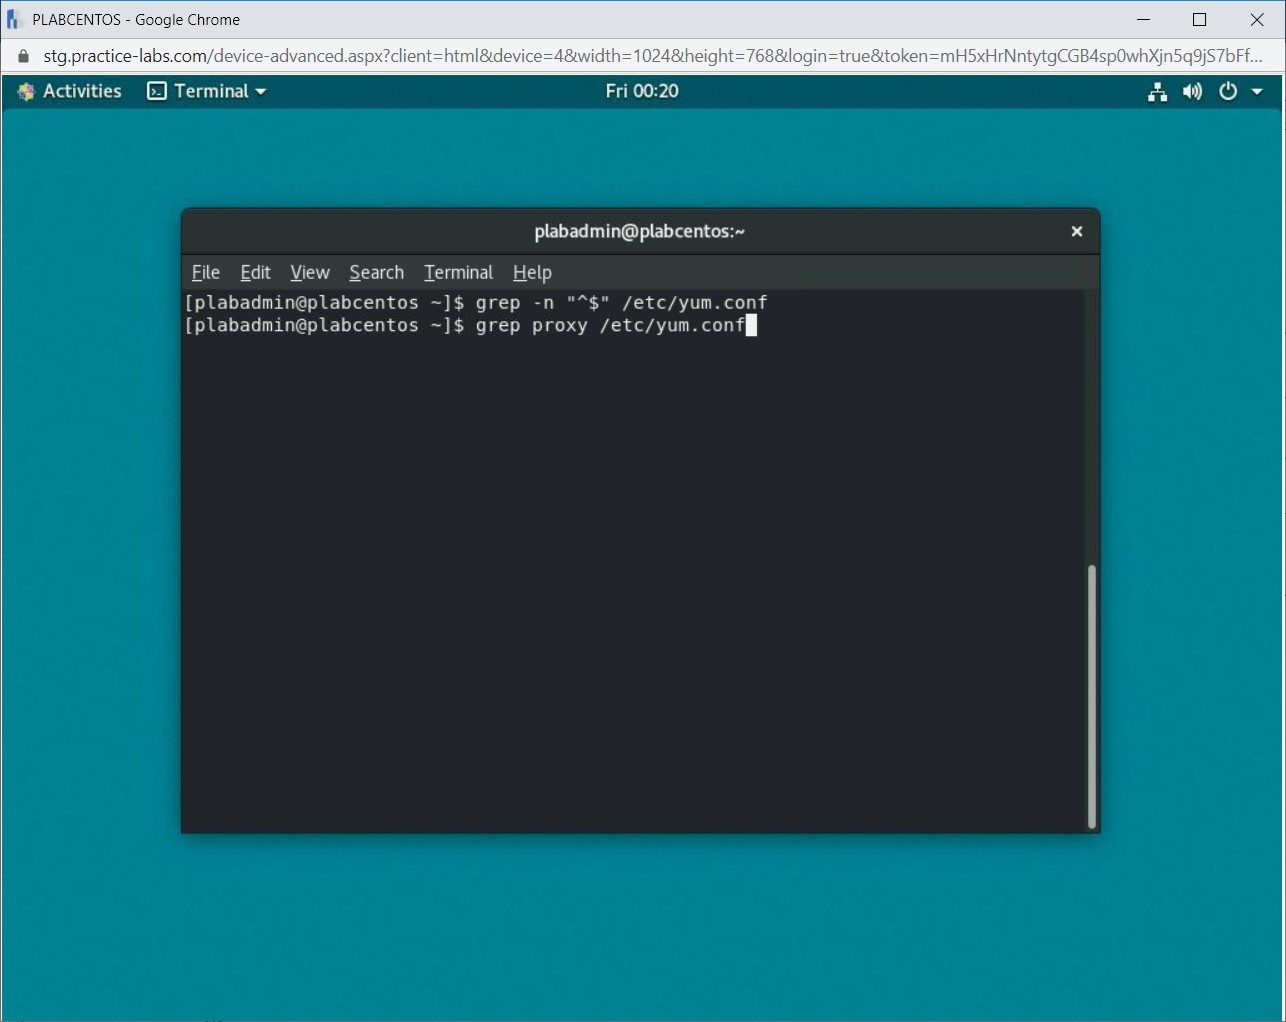 PLABCENTOS - Google Chrome
stg.practice-labs.com/device-advanced.aspx?client=html&device=4&width=1024&height=768&login=true&token=mH5xHrNntytgCGB4sp0whXjn5q9jS7bFf...
Activities Terminal Fri 00:20
plabadmin@plabcentos:~
File Edit View Search Terminal Help
[plabadmin@plabcentos ~]$ grep -n "^$" /etc/yum.conf
[plabadmin@plabcentos ~]$ grep proxy /etc/yum.conf